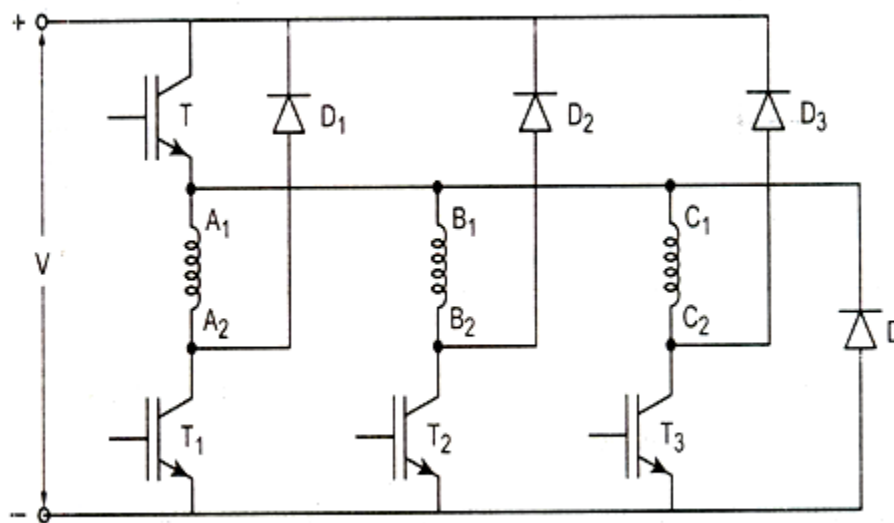 +
T
D₁
D₂
D₃
A₁
B₁
C₁
V
A₂
B₂
C₂
D
T₁
T₂
T₃
-